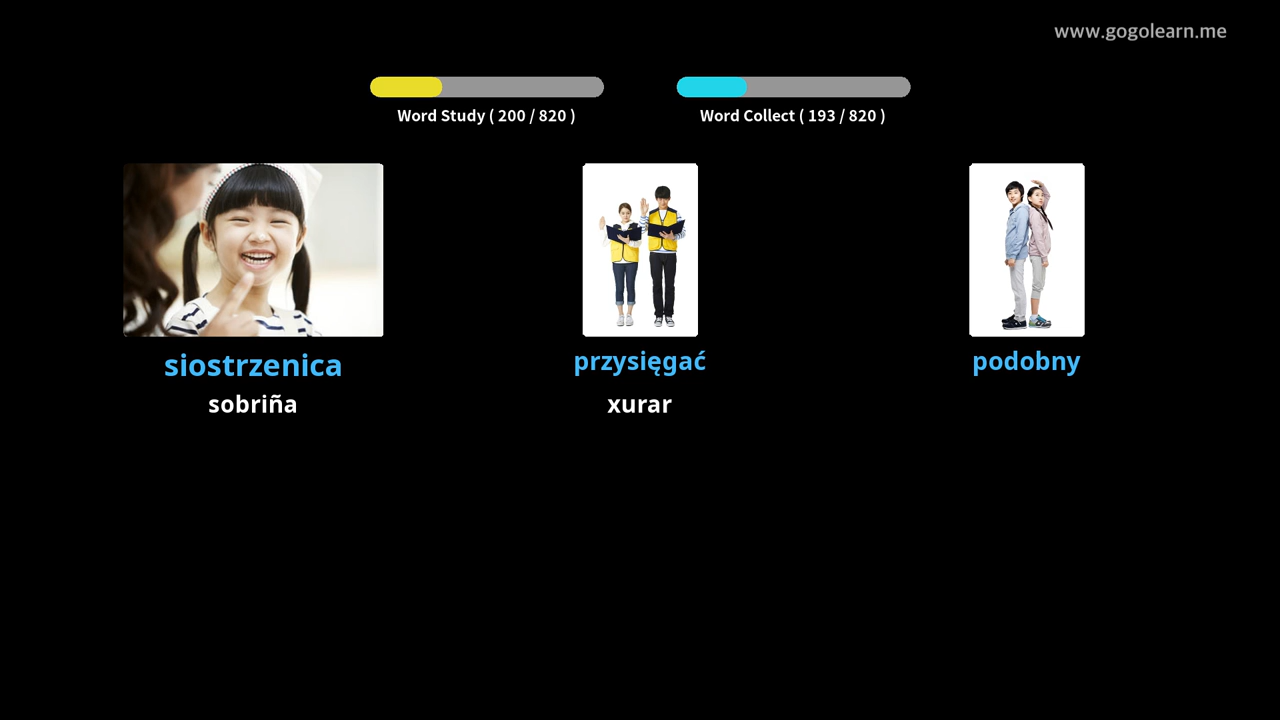 www.gogolearn.me
Word Study ( 200 / 820 )
Word Collect ( 193 / 820 )
siostrzenica
przysięgać
podobny
sobriña
xurar